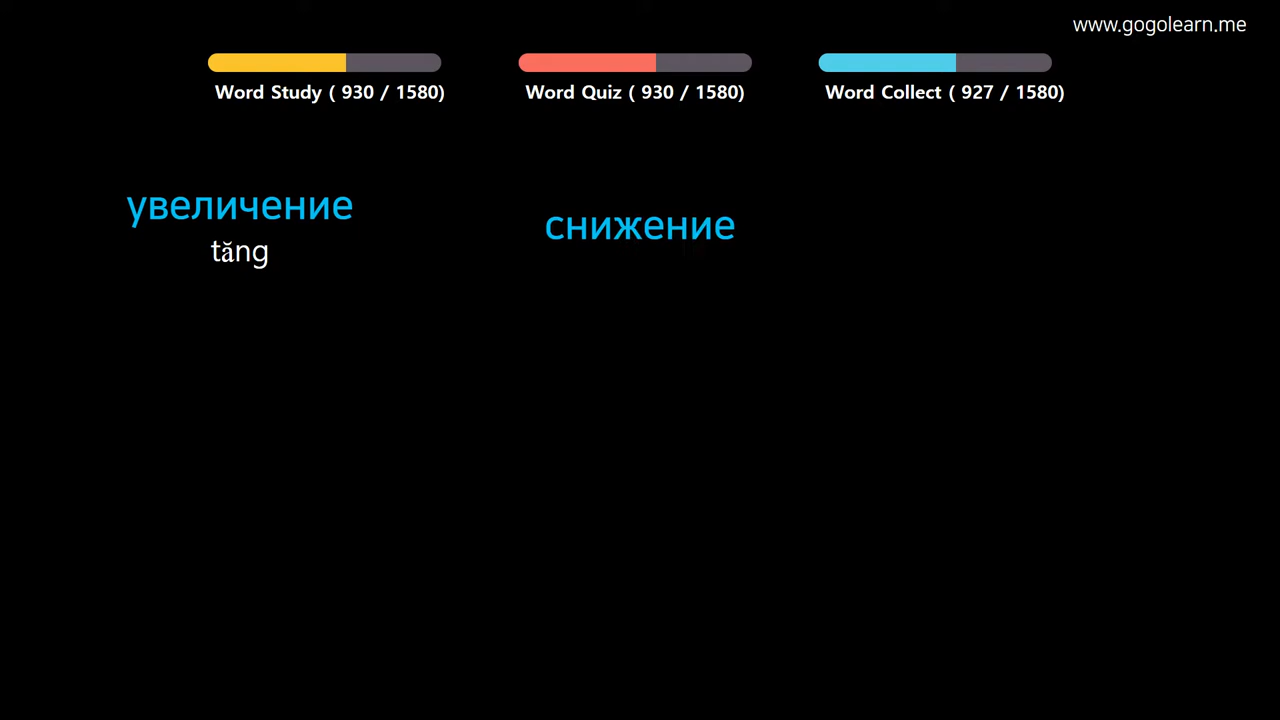 www.gogolearn.me
Word Study ( 930 / 1580)
Word Quiz ( 930 / 1580)
Word Collect ( 927 / 1580)
увеличение
tăng
снижение